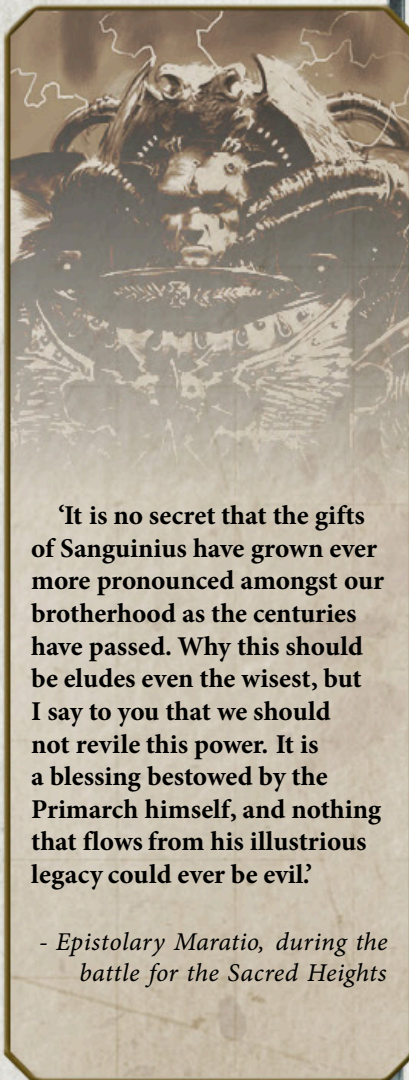 ‘It is no secret that the gifts
of Sanguinius have grown ever
more pronounced amongst our
brotherhood as the centuries
have passed. Why this should
be eludes even the wisest, but
I say to you that we should
not revile this power. It is
a blessing bestowed by the
Primarch himself, and nothing
that flows from his illustrious
legacy could ever be evil.’
- Epistolary Maratio, during the
battle for the Sacred Heights